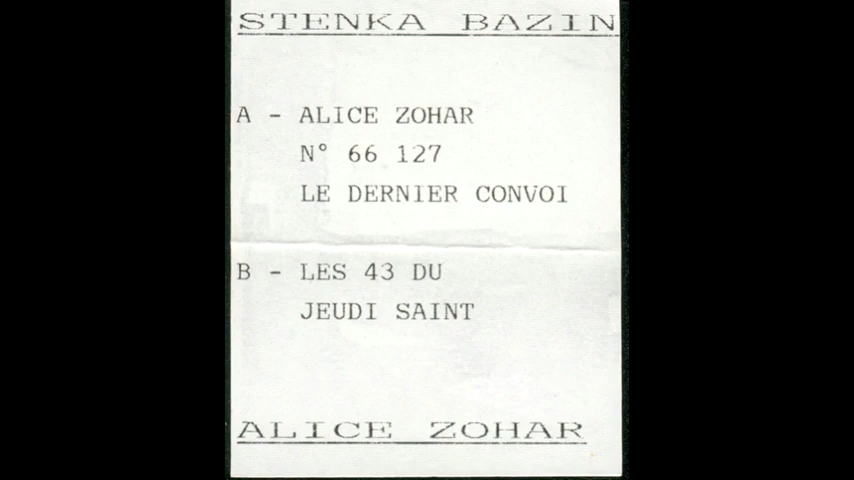 STENKA BAZIN
A - ALICE ZOHAR
N° 66 127
LE DERNIER CONVOI
B - LES 43 DU
JEUDI SAINT
ALICE ZOHAR